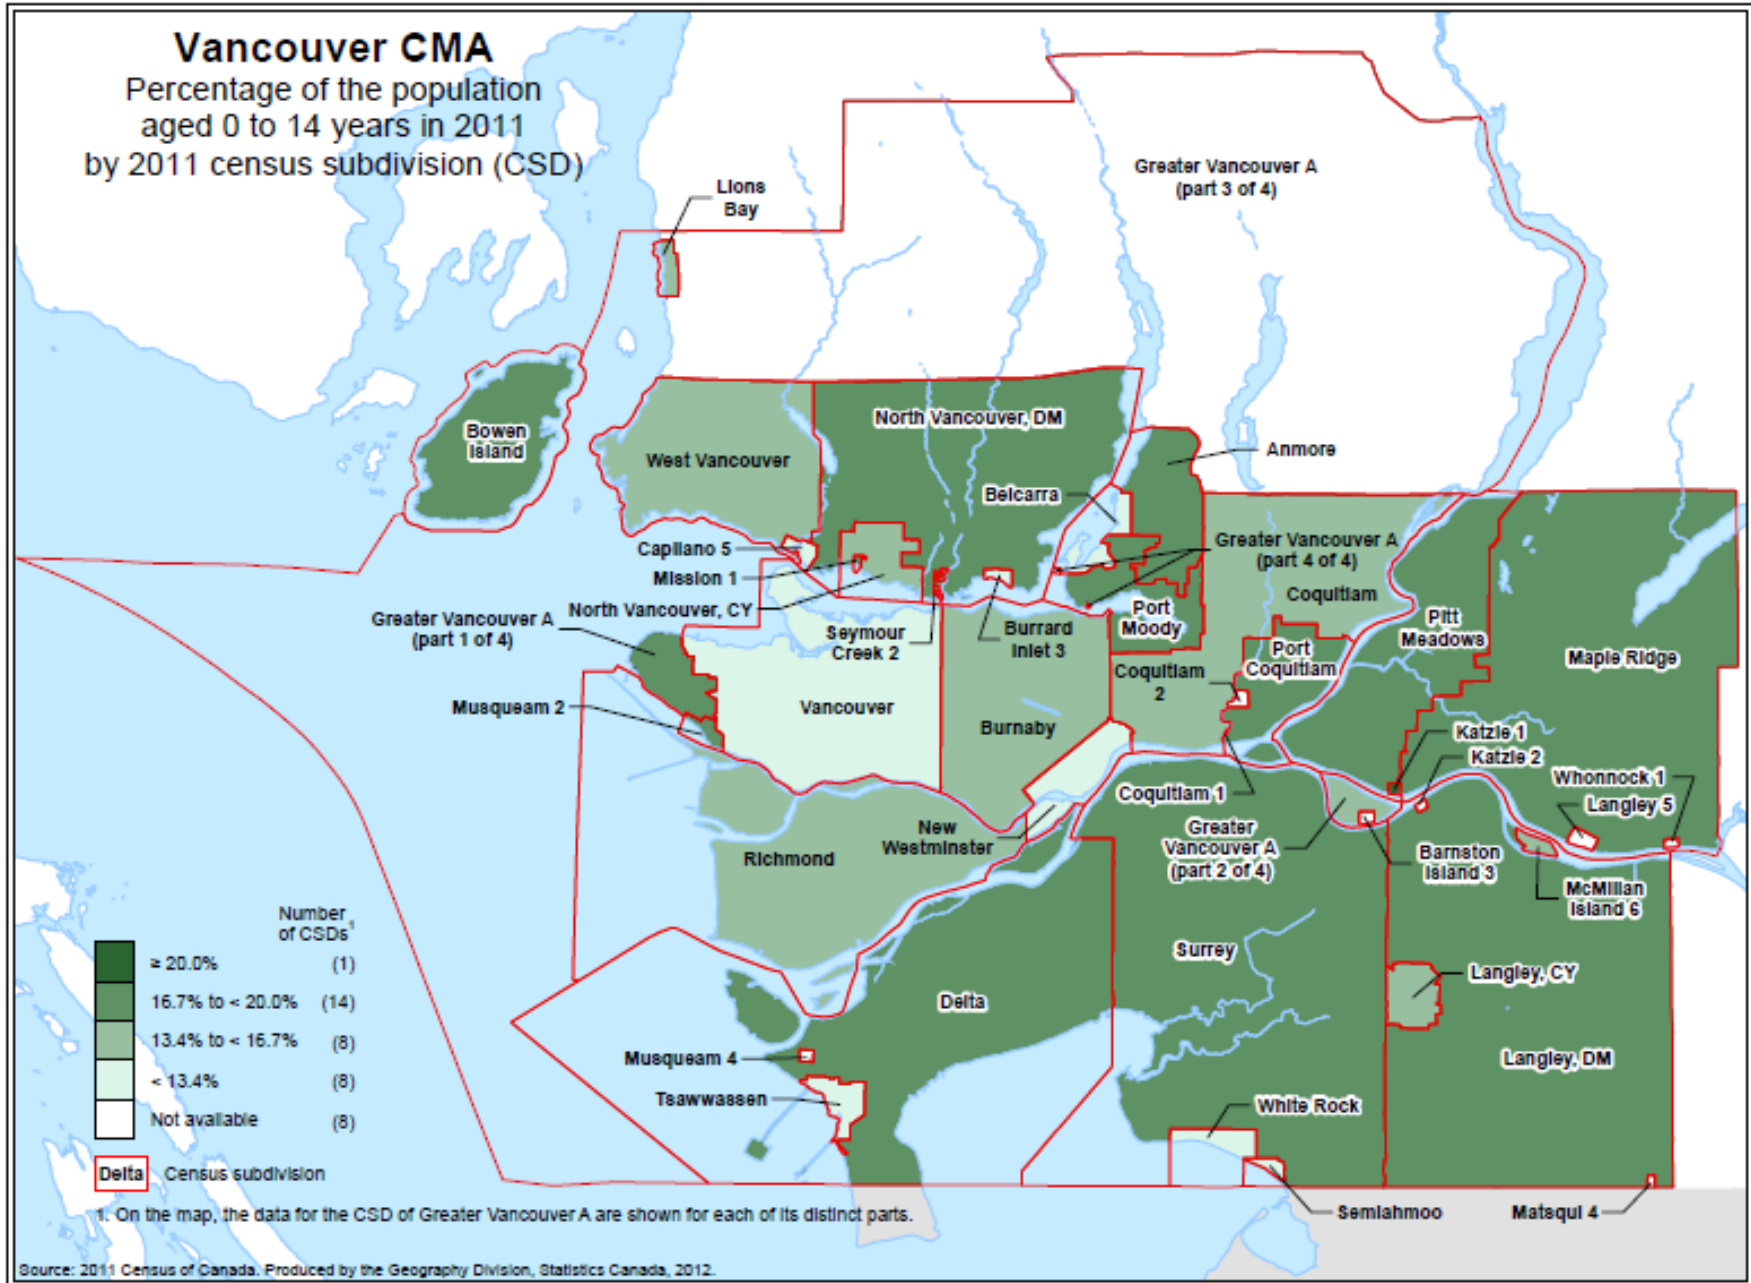 Vancouver CMA
Percentage of the population
aged 0 to 14 years in 2011
by 2011 census subdivision (CSD)
Lions
Bay
Greater Vancouver A
(part 3 of 4)
Bowen
Island
North Vancouver, DM
West Vancouver
Anmore
Belcarra
Capilano 5
Mission 1
North Vancouver, CY
Greater Vancouver A
(part 4 of 4)
Coquitlam
Greater Vancouver A
(part 1 of 4)
Seymour
Creek 2
Burrard
Inlet 3
Port
Moody
Pitt
Meadows
Port
Coquitlam
Maple Ridge
Coquitlam
2
Musqueam 2
Vancouver
Burnaby
Katzie 1
Katzie 2
Whonnock 1
Langley 5
Coquitlam 1
New
Westminster
Greater
Vancouver A
(part 2 of 4)
Richmond
Barnston
Island 3
McMillan
Island 6
Surrey
Langley, CY
Delta
Musqueam 4
Langley, DM
Tsawwassen
White Rock
Semiahmoo
Matsqui 4
Number
of CSDs¹
≥ 20.0% (1)
16.7% to < 20.0% (14)
13.4% to < 16.7% (8)
< 13.4% (8)
Not available (8)
Delta Census subdivision
1. On the map, the data for the CSD of Greater Vancouver A are shown for each of its distinct parts.
Source: 2011 Census of Canada. Produced by the Geography Division, Statistics Canada, 2012.